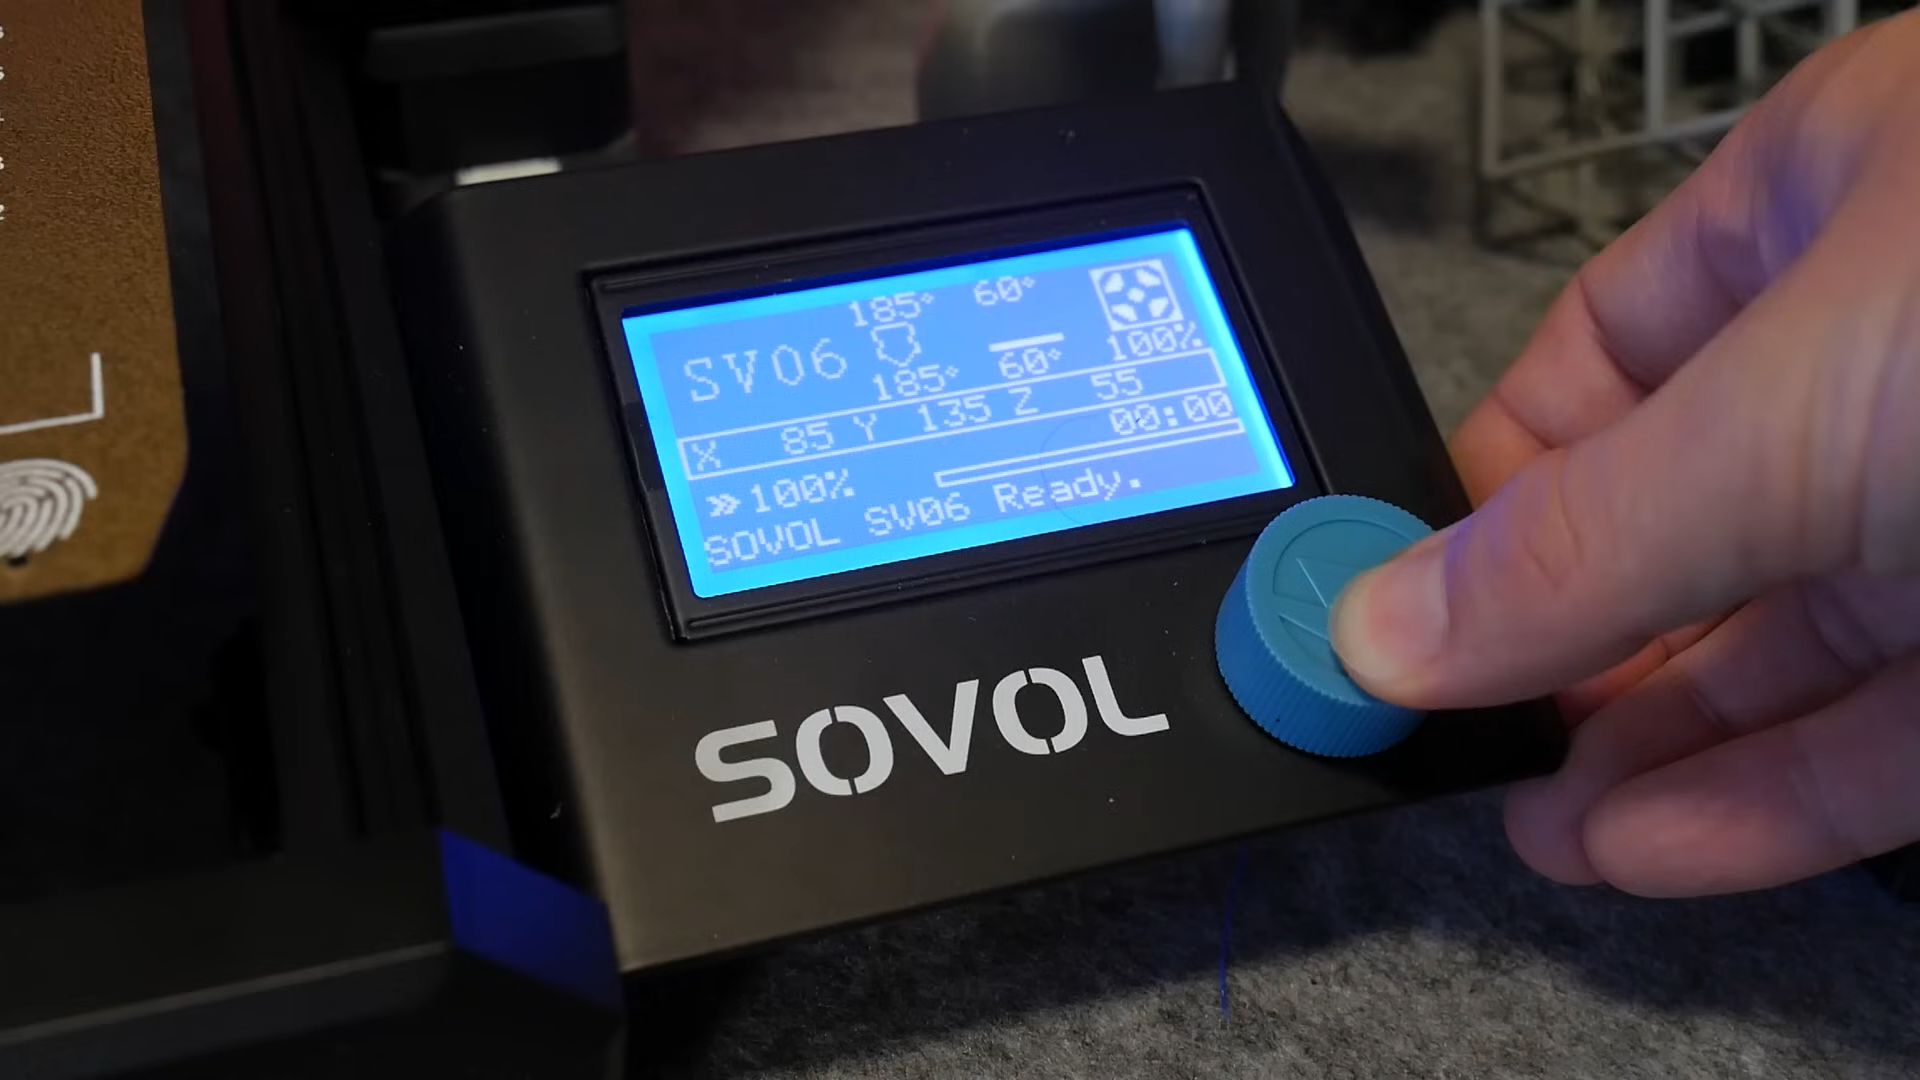 185° 60°
SV06
185° 60° 100%
X 85 Y 135 Z 55
»100% 00:00
SOVOL SV06 Ready.
SOVOL